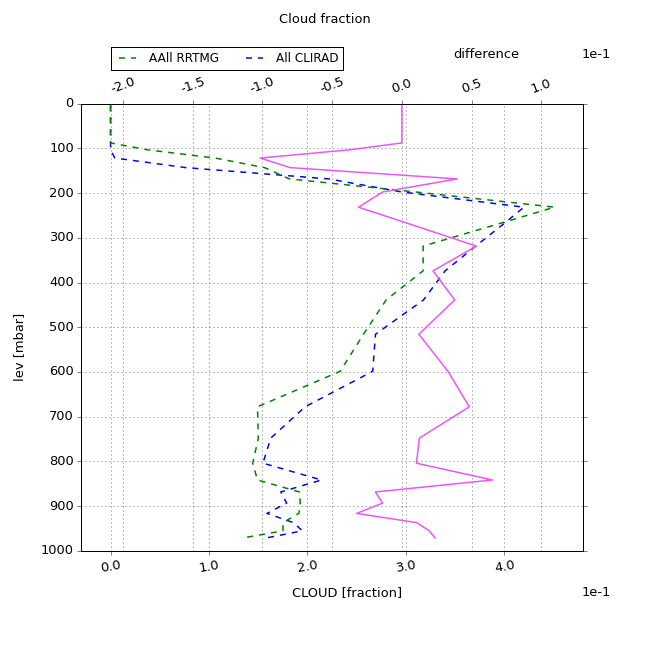 Cloud fraction
AAll RRTMG All CLIRAD difference 1e-1
-2.0 -1.5 -1.0 -0.5 0.0 0.5 1.0
0
100
200
300
400
500
600
700
800
900
1000
lev [mbar]
0.0 1.0 2.0 3.0 4.0
CLOUD [fraction] 1e-1